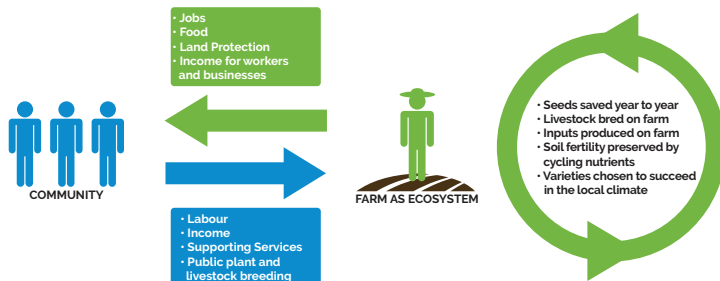 • Jobs
• Food
• Land Protection
• Income for workers
and businesses
COMMUNITY
FARM AS ECOSYSTEM
• Seeds saved year to year
• Livestock bred on farm
• Inputs produced on farm
• Soil fertility preserved by
cycling nutrients
• Varieties chosen to succeed
in the local climate
• Labour
• Income
• Supporting Services
• Public plant and
livestock breeding